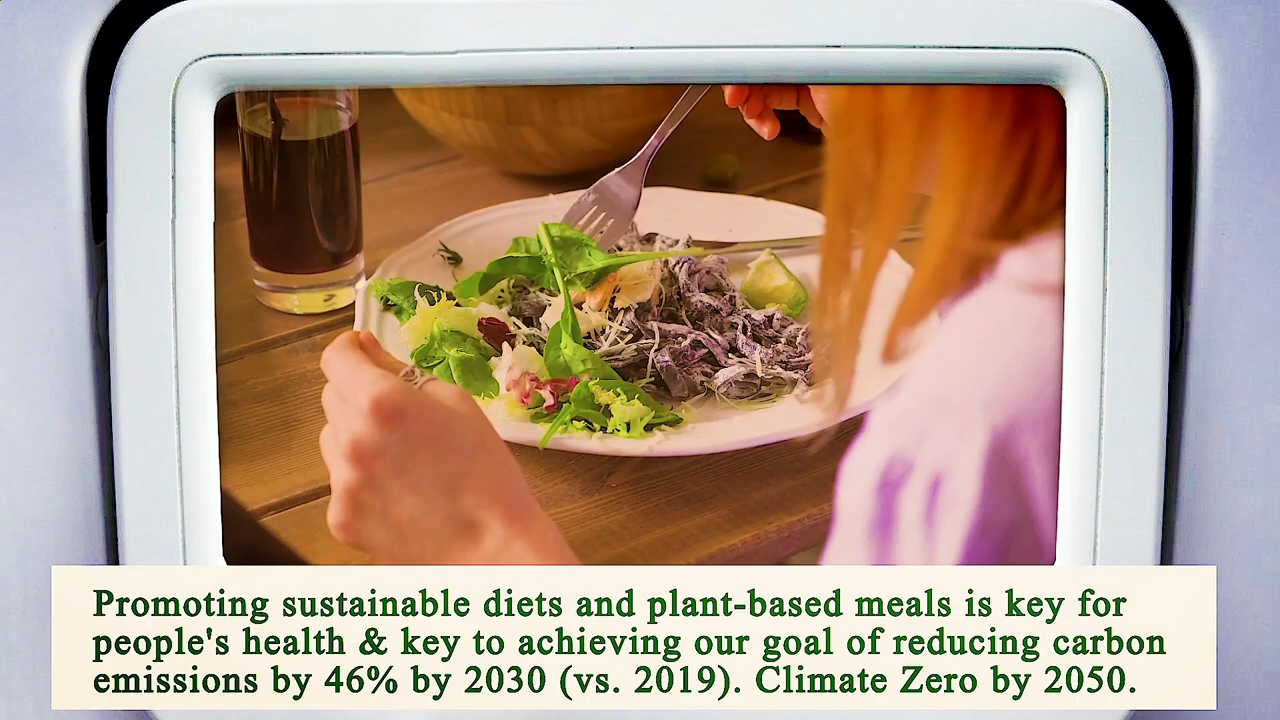 Promoting sustainable diets and plant-based meals is key for
people's health & key to achieving our goal of reducing carbon
emissions by 46% by 2030 (vs. 2019). Climate Zero by 2050.